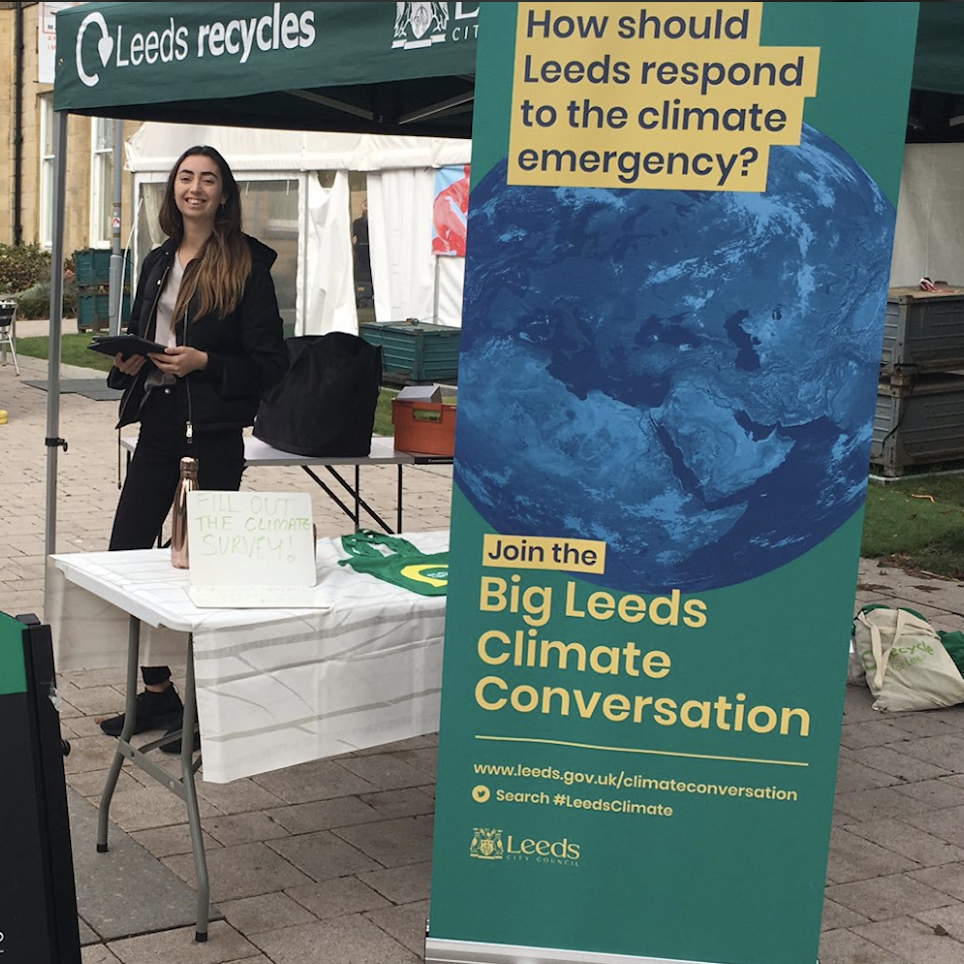 Leeds recycles
How should
Leeds respond
to the climate
emergency?
FILL OUT
THE CLIMATE
SURVEY!
Join the
Big Leeds
Climate
Conversation
www.leeds.gov.uk/climateconversation
Search #LeedsClimate
Leeds
CITY COUNCIL
recycle